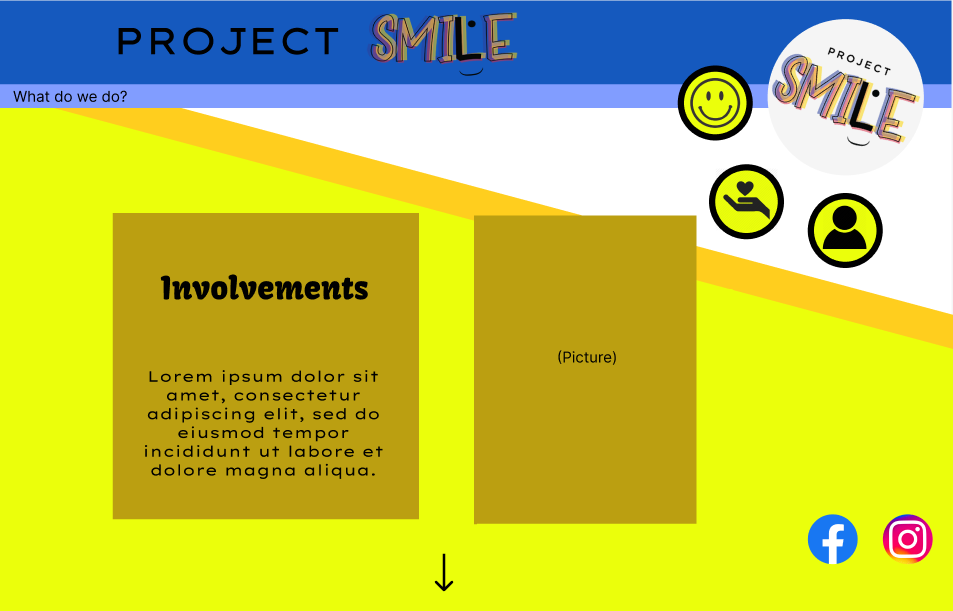 PROJECT SMILE
PROJECT
SMILE
What do we do?
Involvements
Lorem ipsum dolor sit
amet, consectetur
adipiscing elit, sed do
eiusmod tempor
incididunt ut labore et
dolore magna aliqua.
(Picture)